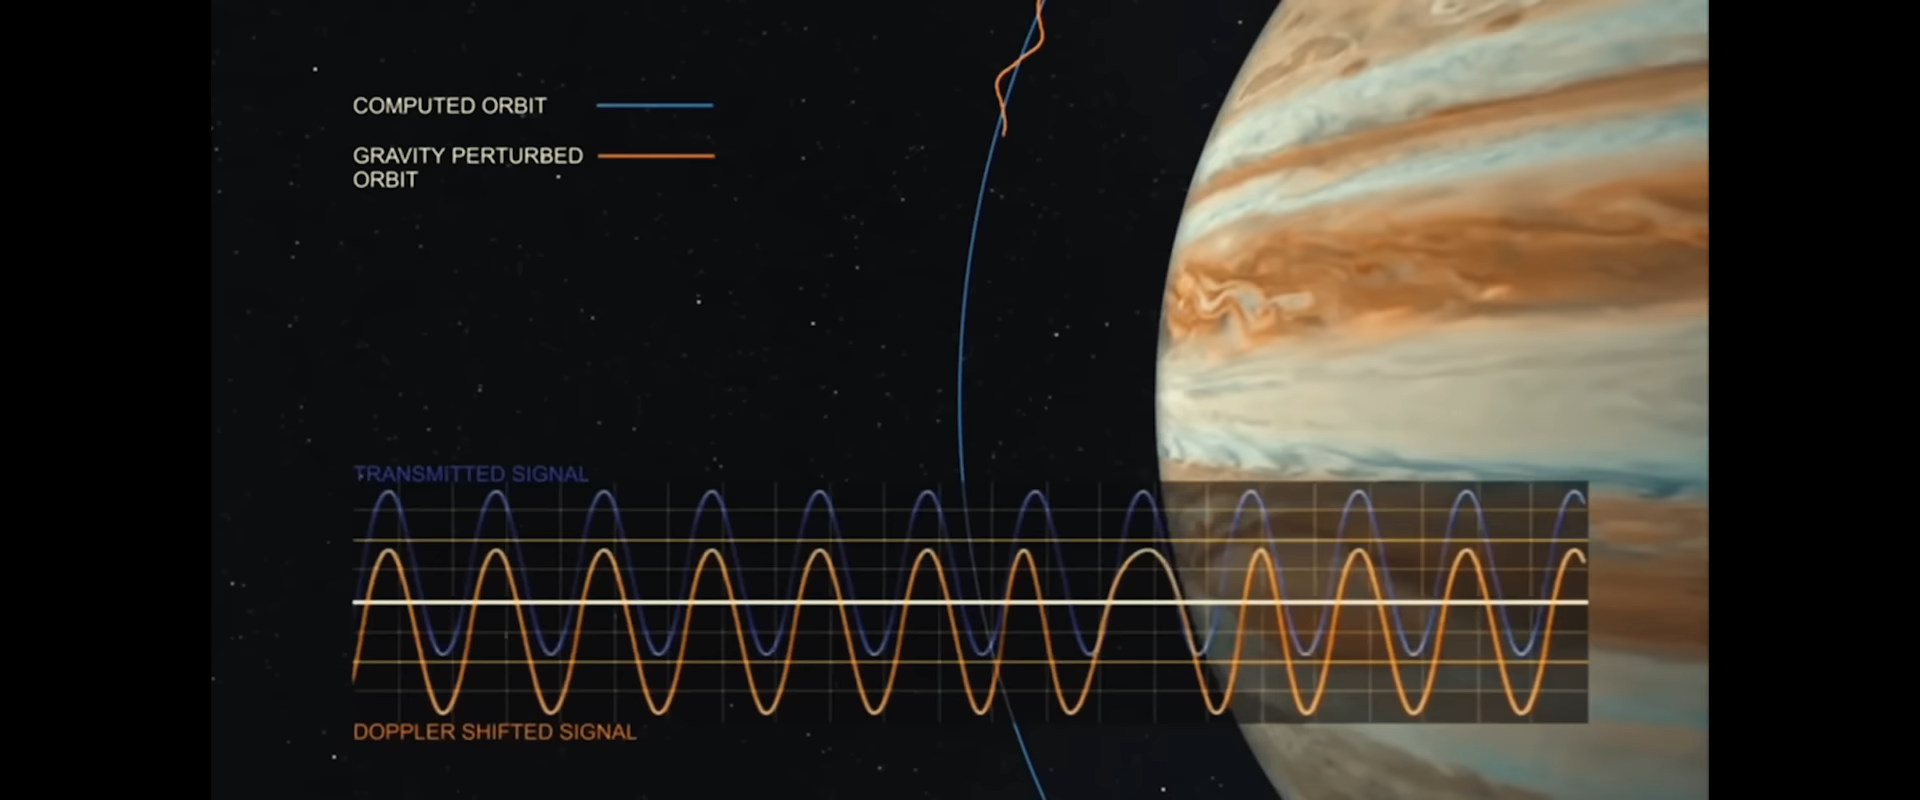 COMPUTED ORBIT
GRAVITY PERTURBED
ORBIT
TRANSMITTED SIGNAL
DOPPLER SHIFTED SIGNAL